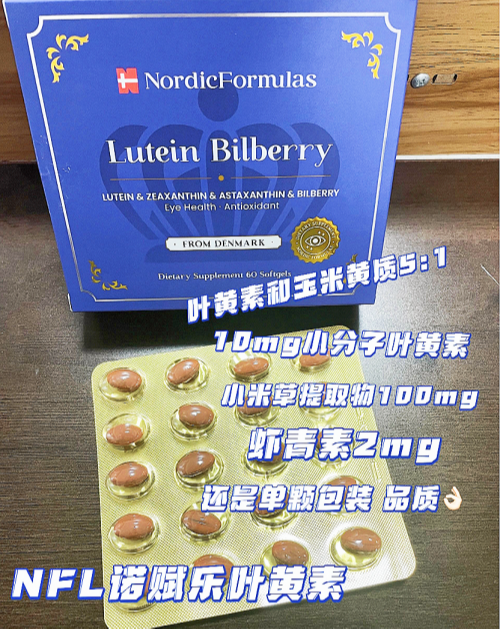 NordicFormulas
Lutein Bilberry
LUTEIN & ZEAXANTHIN & ASTAXANTHIN & BILBERRY
Eye Health · Antioxidant
FROM DENMARK
Dietary Supplement 60 Softgels
叶黄素和玉米黄质5:1
10mg小分子叶黄素
小米草提取物100mg
虾青素2mg
还是单颗包装 品质👌🏻
NFL诺赋乐叶黄素